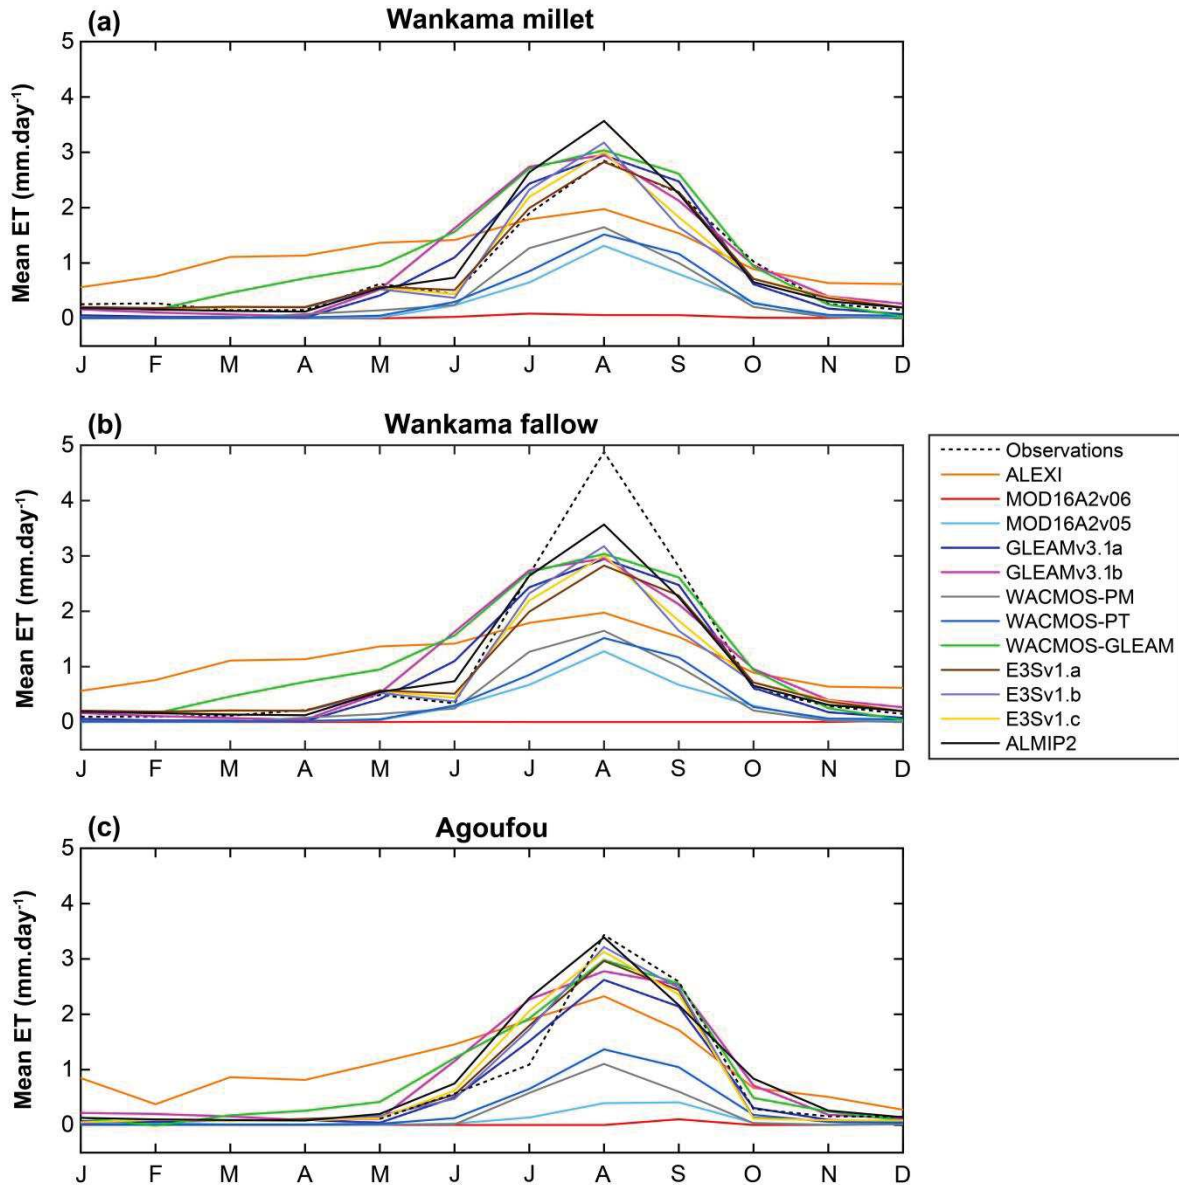 (a) Wankama millet
5
4
3
2
1
0
Mean ET (mm.day⁻¹)
J F M A M J J A S O N D
(b) Wankama fallow
5
4
3
2
1
0
Mean ET (mm.day⁻¹)
J F M A M J J A S O N D
Observations
ALEXI
MOD16A2v06
MOD16A2v05
GLEAMv3.1a
GLEAMv3.1b
WACMOS-PM
WACMOS-PT
WACMOS-GLEAM
E3Sv1.a
E3Sv1.b
E3Sv1.c
ALMIP2
(c) Agoufou
5
4
3
2
1
0
Mean ET (mm.day⁻¹)
J F M A M J J A S O N D